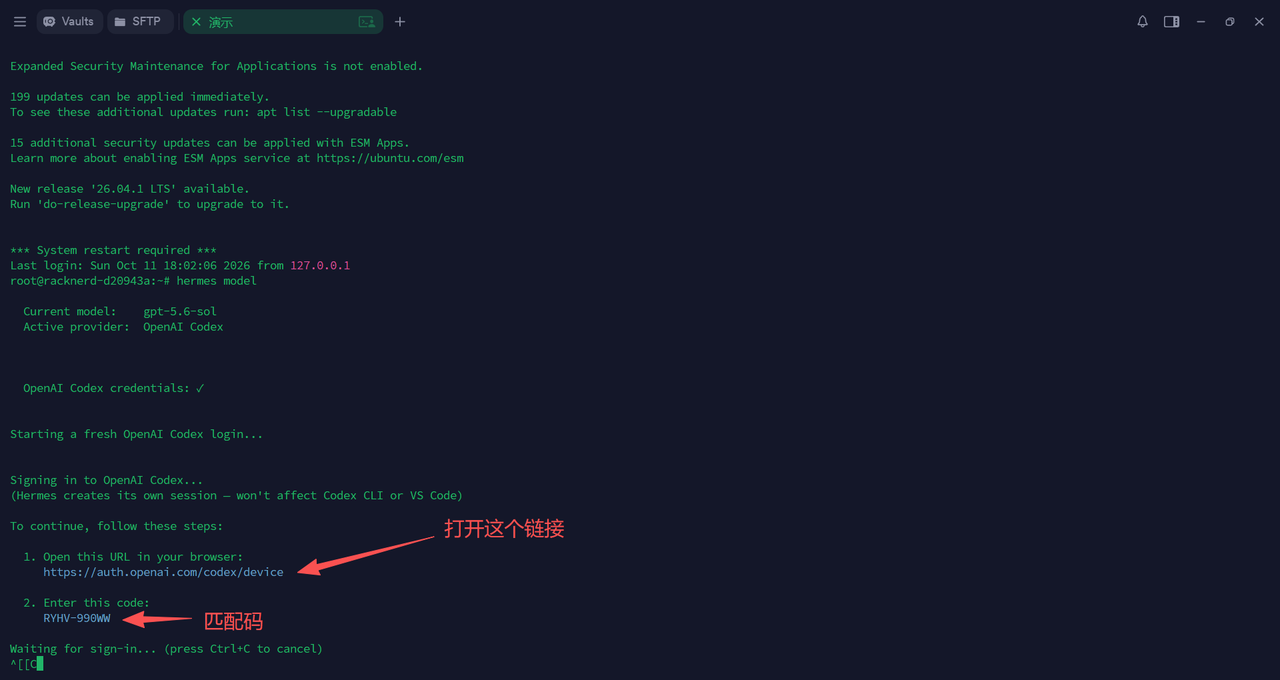 Vaults SFTP 演示
Expanded Security Maintenance for Applications is not enabled.
199 updates can be applied immediately.
To see these additional updates run: apt list --upgradable
15 additional security updates can be applied with ESM Apps.
Learn more about enabling ESM Apps service at https://ubuntu.com/esm
New release '26.04.1 LTS' available.
Run 'do-release-upgrade' to upgrade to it.
*** System restart required ***
Last login: Sun Oct 11 18:02:06 2026 from 127.0.0.1
root@racknerd-d20943a:~# hermes model
Current model: gpt-5.6-sol
Active provider: OpenAI Codex
OpenAI Codex credentials: ✓
Starting a fresh OpenAI Codex login...
Signing in to OpenAI Codex...
(Hermes creates its own session — won't affect Codex CLI or VS Code)
To continue, follow these steps:
打开这个链接
1. Open this URL in your browser:
https://auth.openai.com/codex/device
2. Enter this code:
RYHV-990WW
匹配码
Waiting for sign-in... (press Ctrl+C to cancel)
^[[C